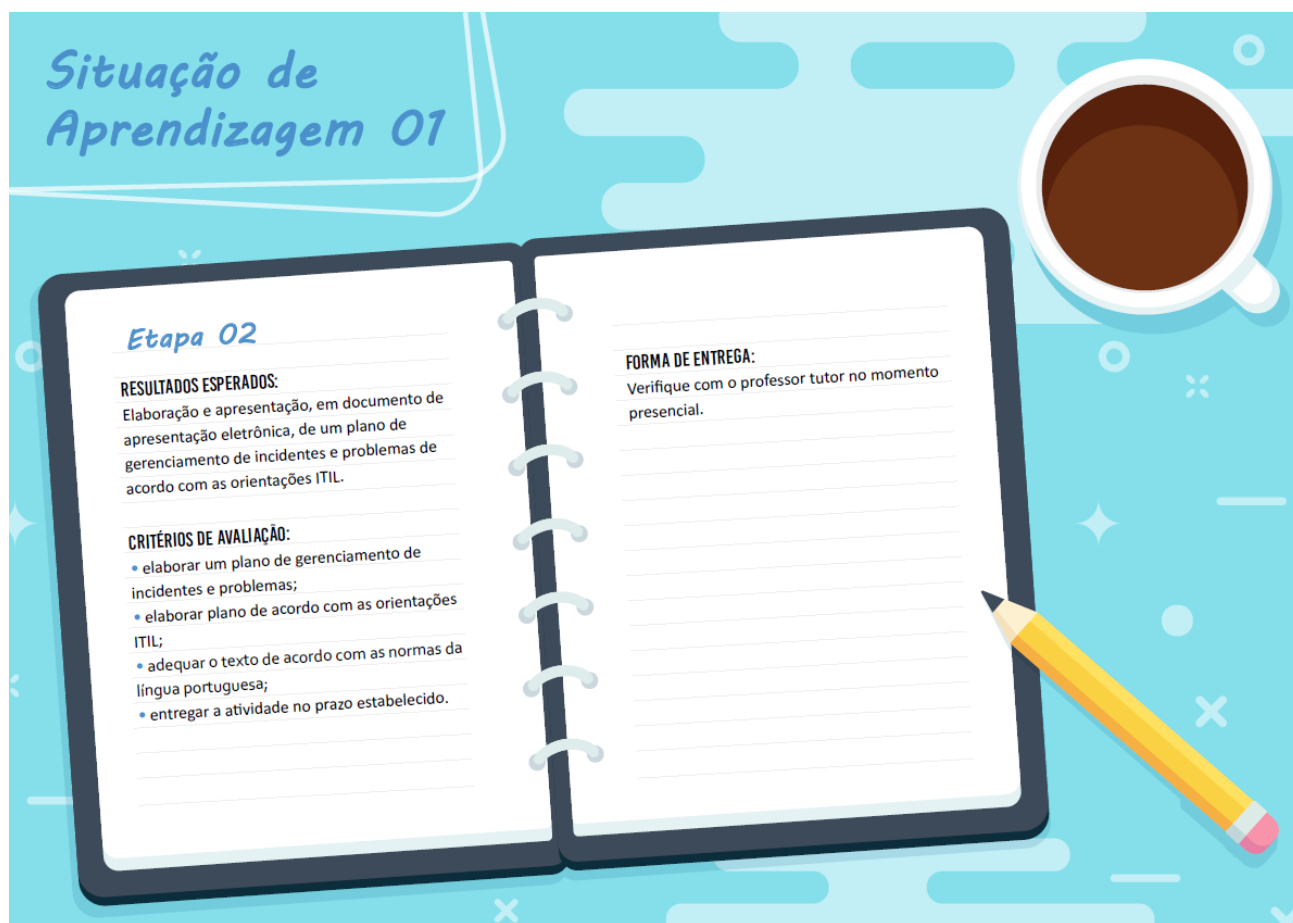 Situação de
Aprendizagem 01
Etapa 02
RESULTADOS ESPERADOS:
Elaboração e apresentação, em documento de
apresentação eletrônica, de um plano de
gerenciamento de incidentes e problemas de
acordo com as orientações ITIL.
CRITÉRIOS DE AVALIAÇÃO:
• elaborar um plano de gerenciamento de
incidentes e problemas;
• elaborar plano de acordo com as orientações
ITIL;
• adequar o texto de acordo com as normas da
língua portuguesa;
• entregar a atividade no prazo estabelecido.
FORMA DE ENTREGA:
Verifique com o professor tutor no momento
presencial.